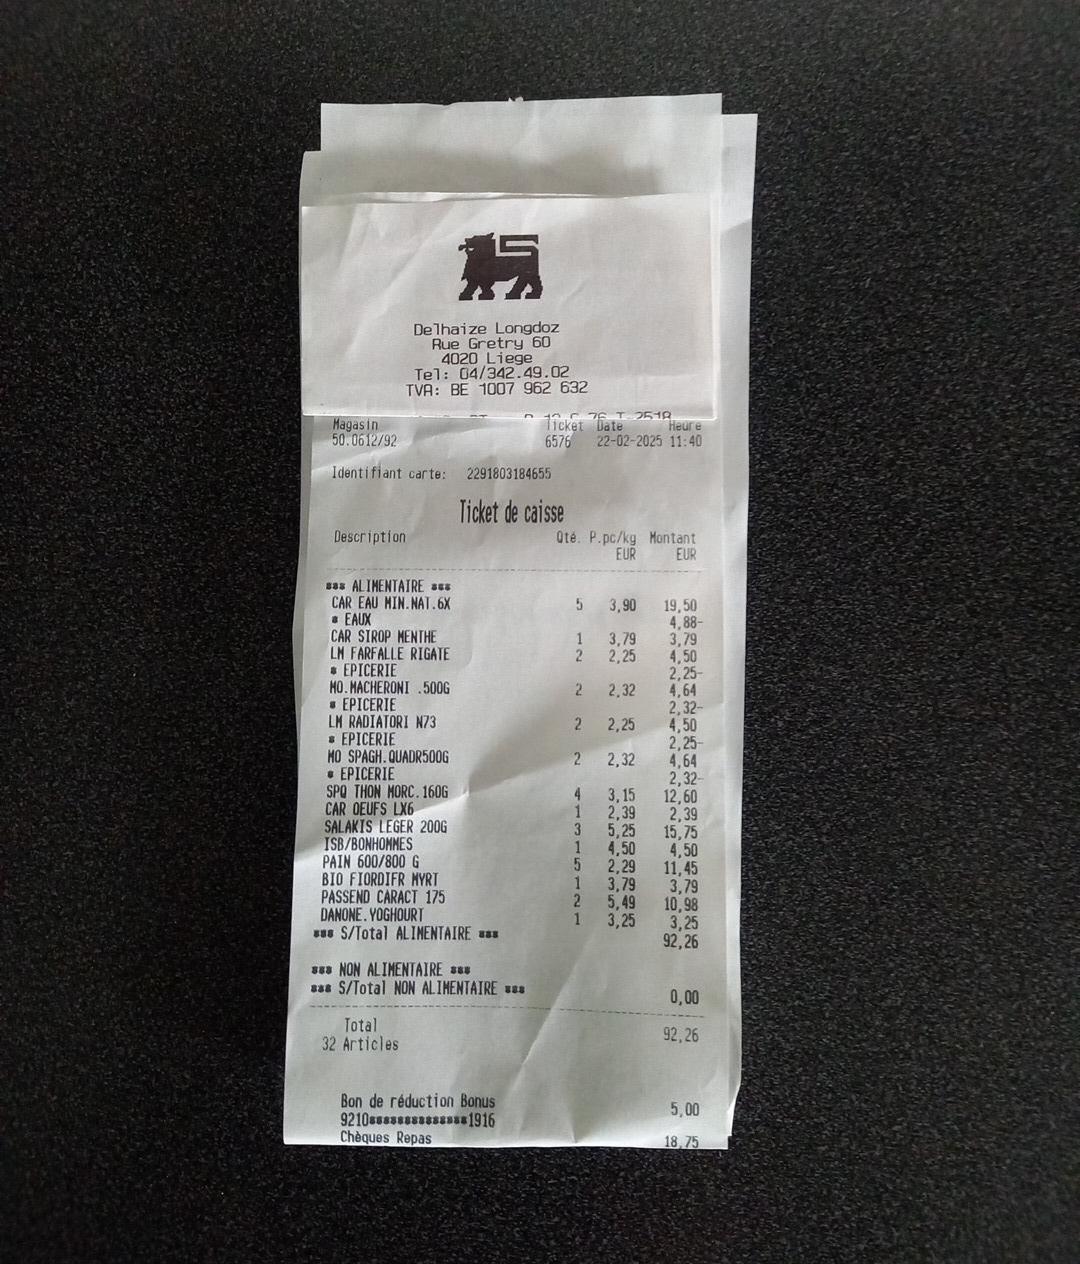 Delhaize Longdoz
Rue Gretry 60
4020 Liege
Tel: 04/342.49.02
TVA: BE 1007 962 632
Magasin Ticket Date Heure
50.0612/92 6576 22-02-2025 11:40
Identifiant carte: 2291803184655
Ticket de caisse
Description Qté. P.pc/kg Montant
EUR EUR
*** ALIMENTAIRE ***
CAR EAU MIN.NAT.6X 5 3,90 19,50
* EAUX 4,88-
CAR SIROP MENTHE 1 3,79 3,79
LM FARFALLE RIGATE 2 2,25 4,50
* EPICERIE 2,25-
MO.MACHERONI .500G 2 2,32 4,64
* EPICERIE 2,32-
LM RADIATORI N73 2 2,25 4,50
* EPICERIE 2,25-
MO SPAGH.QUADR500G 2 2,32 4,64
* EPICERIE 2,32-
SPQ THON MORC.160G 4 3,15 12,60
CAR OEUFS LX6 1 2,39 2,39
SALAKIS LEGER 200G 3 5,25 15,75
ISB/BONHOMMES 1 4,50 4,50
PAIN 600/800 G 5 2,29 11,45
BIO FIORDIFR MYRT 1 3,79 3,79
PASSEND CARACT 175 2 5,49 10,98
DANONE.YOGHOURT 1 3,25 3,25
*** S/Total ALIMENTAIRE *** 92,26
*** NON ALIMENTAIRE ***
*** S/Total NON ALIMENTAIRE *** 0,00
Total 92,26
32 Articles
Bon de réduction Bonus 5,00
9210**************1916
Chèques Repas 18,75